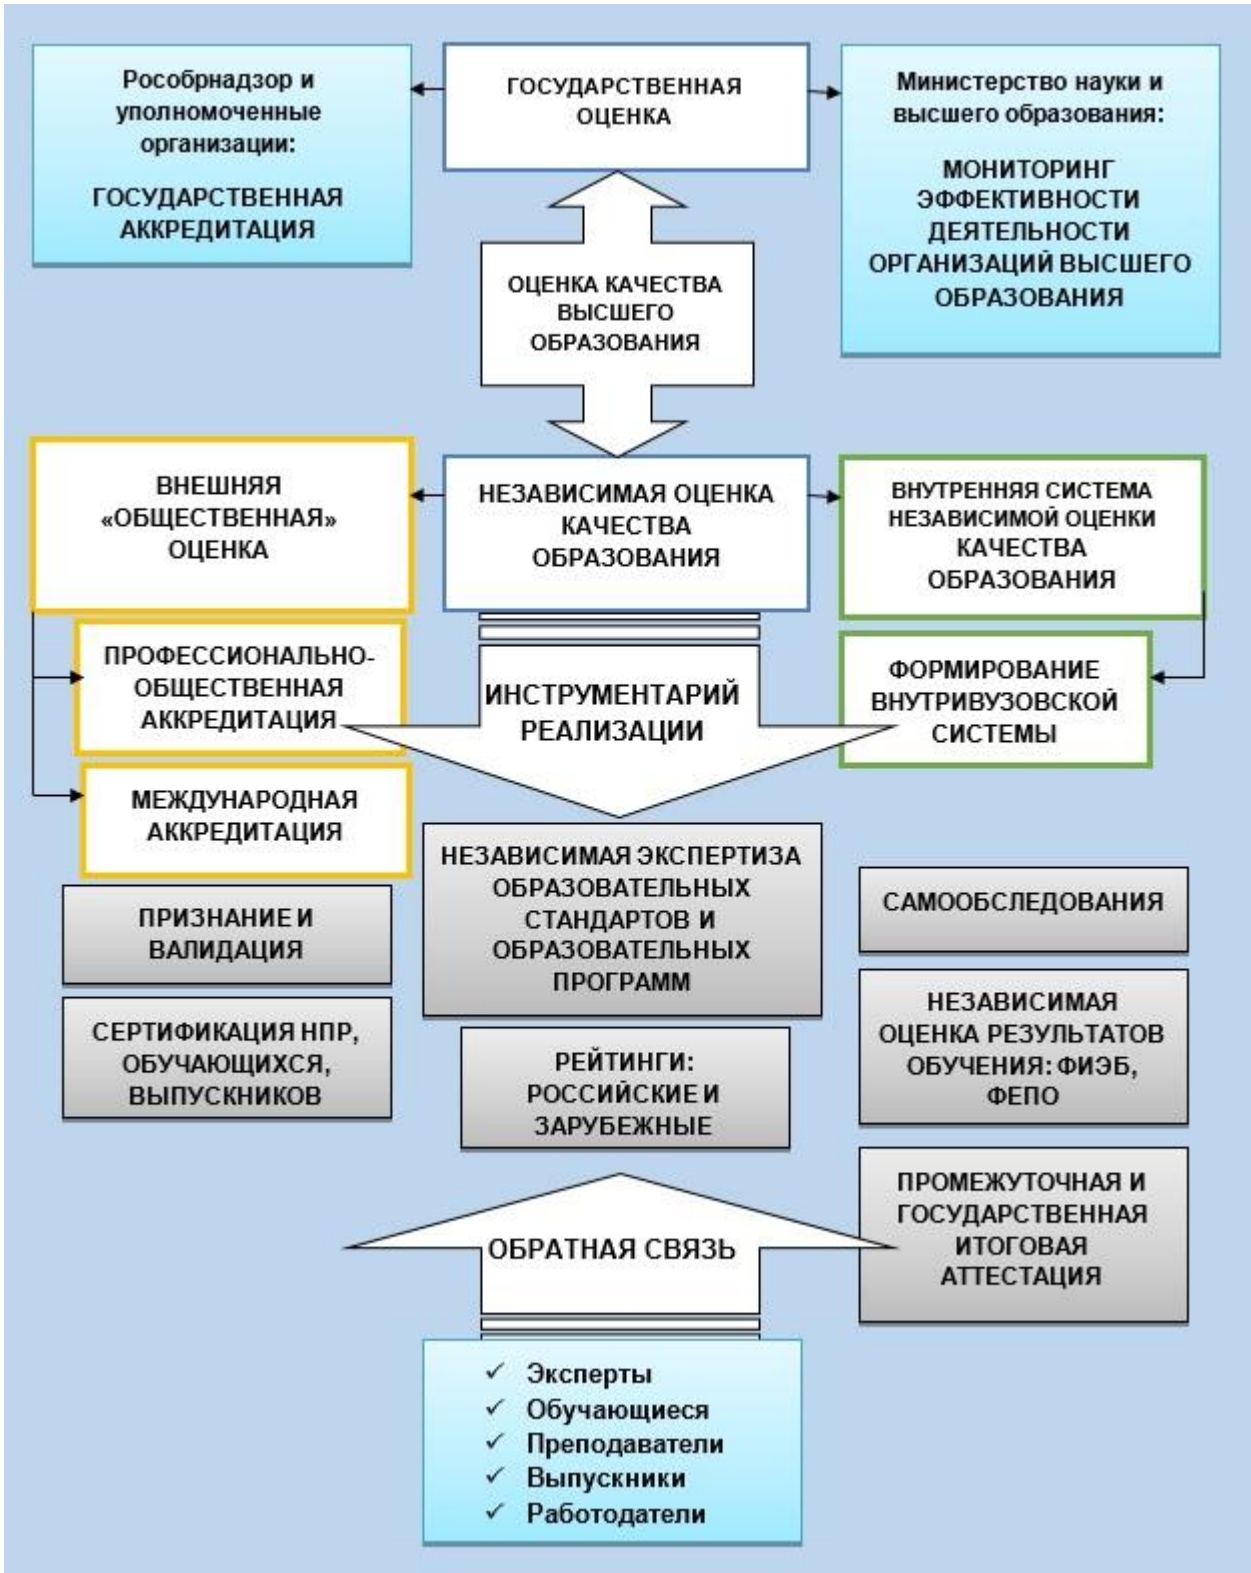 Рособрнадзор и
уполномоченные
организации:
ГОСУДАРСТВЕННАЯ
АККРЕДИТАЦИЯ
ГОСУДАРСТВЕННАЯ
ОЦЕНКА
Министерство науки и
высшего образования:
МОНИТОРИНГ
ЭФФЕКТИВНОСТИ
ДЕЯТЕЛЬНОСТИ
ОРГАНИЗАЦИЙ ВЫСШЕГО
ОБРАЗОВАНИЯ
ОЦЕНКА КАЧЕСТВА
ВЫСШЕГО
ОБРАЗОВАНИЯ
ВНЕШНЯЯ
«ОБЩЕСТВЕННАЯ»
ОЦЕНКА
НЕЗАВИСИМАЯ ОЦЕНКА
КАЧЕСТВА
ОБРАЗОВАНИЯ
ВНУТРЕННЯЯ СИСТЕМА
НЕЗАВИСИМОЙ ОЦЕНКИ
КАЧЕСТВА
ОБРАЗОВАНИЯ
ПРОФЕССИОНАЛЬНО-
ОБЩЕСТВЕННАЯ
АККРЕДИТАЦИЯ
ИНСТРУМЕНТАРИЙ
РЕАЛИЗАЦИИ
ФОРМИРОВАНИЕ
ВНУТРИВУЗОВСКОЙ
СИСТЕМЫ
МЕЖДУНАРОДНАЯ
АККРЕДИТАЦИЯ
НЕЗАВИСИМАЯ ЭКСПЕРТИЗА
ОБРАЗОВАТЕЛЬНЫХ
СТАНДАРТОВ И
ОБРАЗОВАТЕЛЬНЫХ
ПРОГРАММ
САМООБСЛЕДОВАНИЯ
ПРИЗНАНИЕ И
ВАЛИДАЦИЯ
СЕРТИФИКАЦИЯ НПР,
ОБУЧАЮЩИХСЯ,
ВЫПУСКНИКОВ
РЕЙТИНГИ:
РОССИЙСКИЕ И
ЗАРУБЕЖНЫЕ
НЕЗАВИСИМАЯ
ОЦЕНКА РЕЗУЛЬТАТОВ
ОБУЧЕНИЯ: ФИЭБ,
ФЕПО
ПРОМЕЖУТОЧНАЯ И
ГОСУДАРСТВЕННАЯ
ИТОГОВАЯ
АТТЕСТАЦИЯ
ОБРАТНАЯ СВЯЗЬ
✓ Эксперты
✓ Обучающиеся
✓ Преподаватели
✓ Выпускники
✓ Работодатели